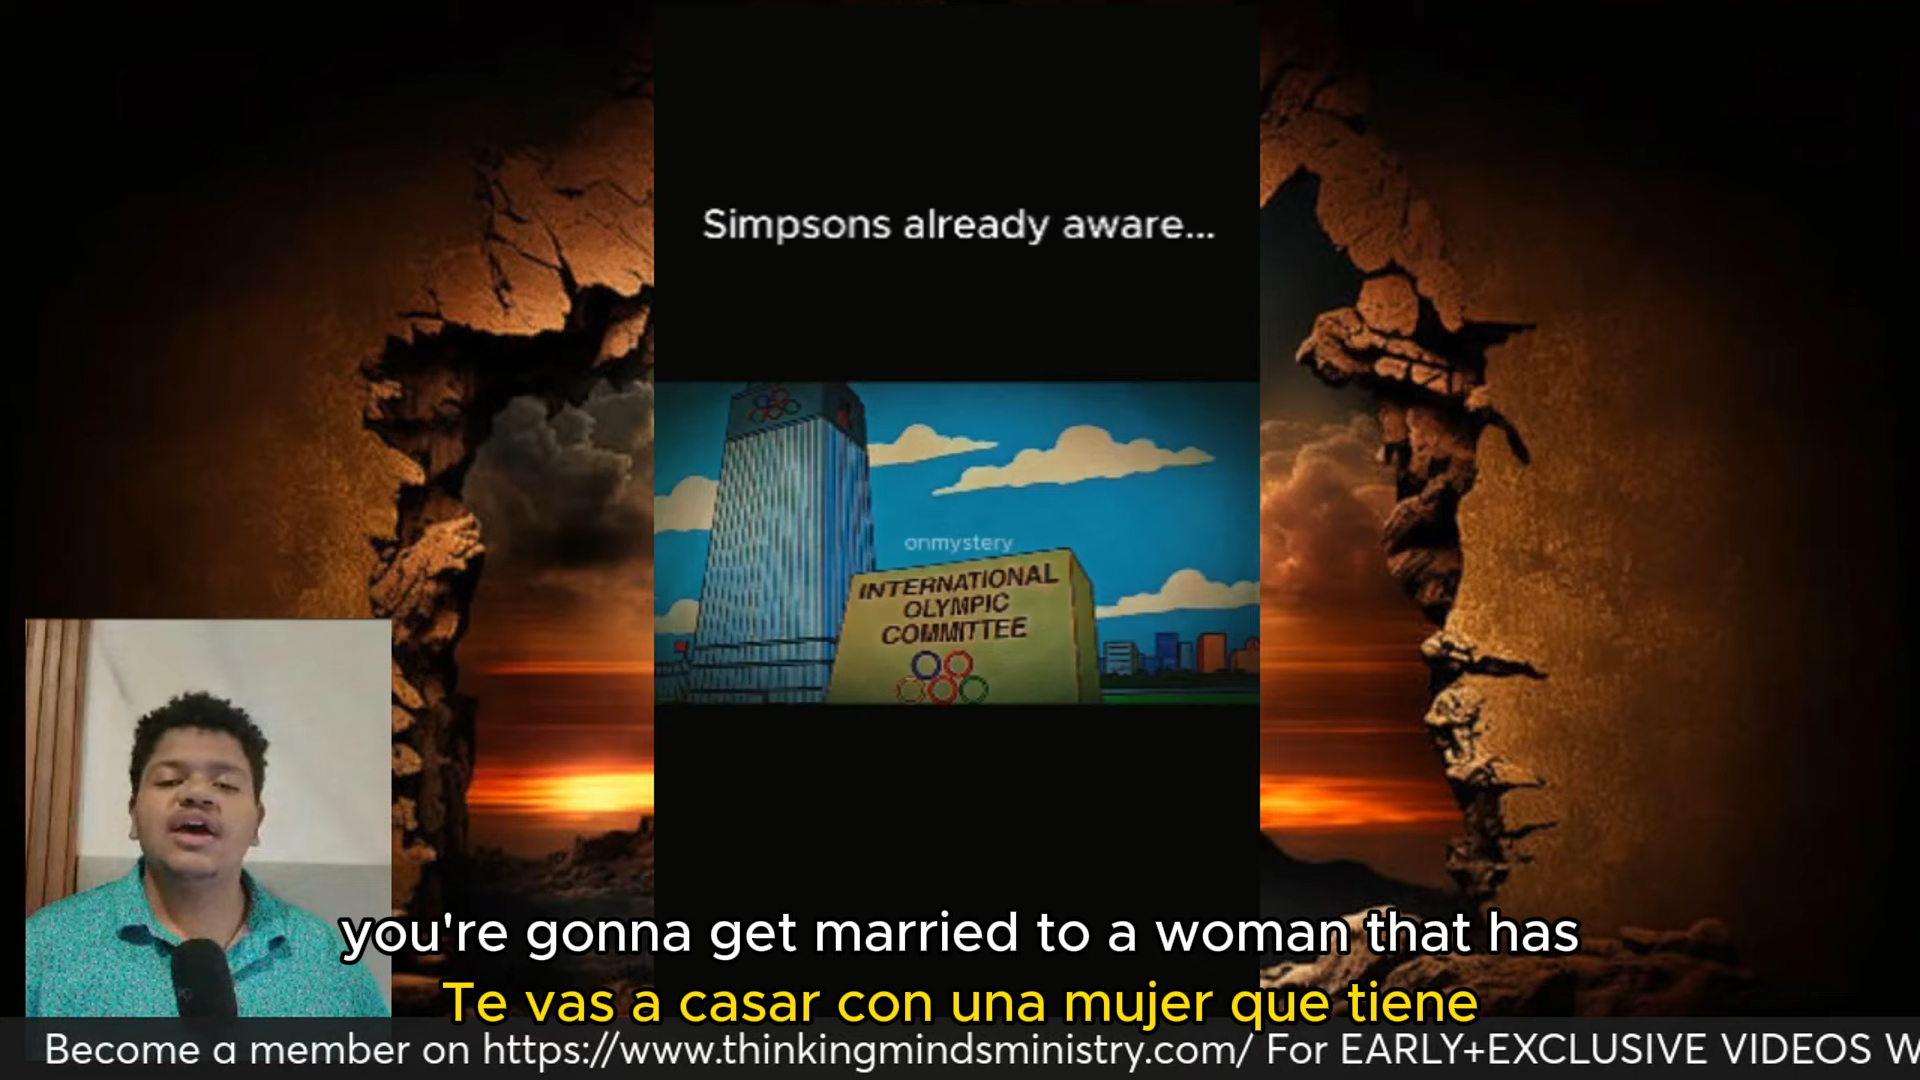 Simpsons already aware...
onmystery
INTERNATIONAL
OLYMPIC
COMMITTEE
you're gonna get married to a woman that has
Te vas a casar con una mujer que tiene
Become a member on https://www.thinkingmindsministry.com/ For EARLY+EXCLUSIVE VIDEOS W